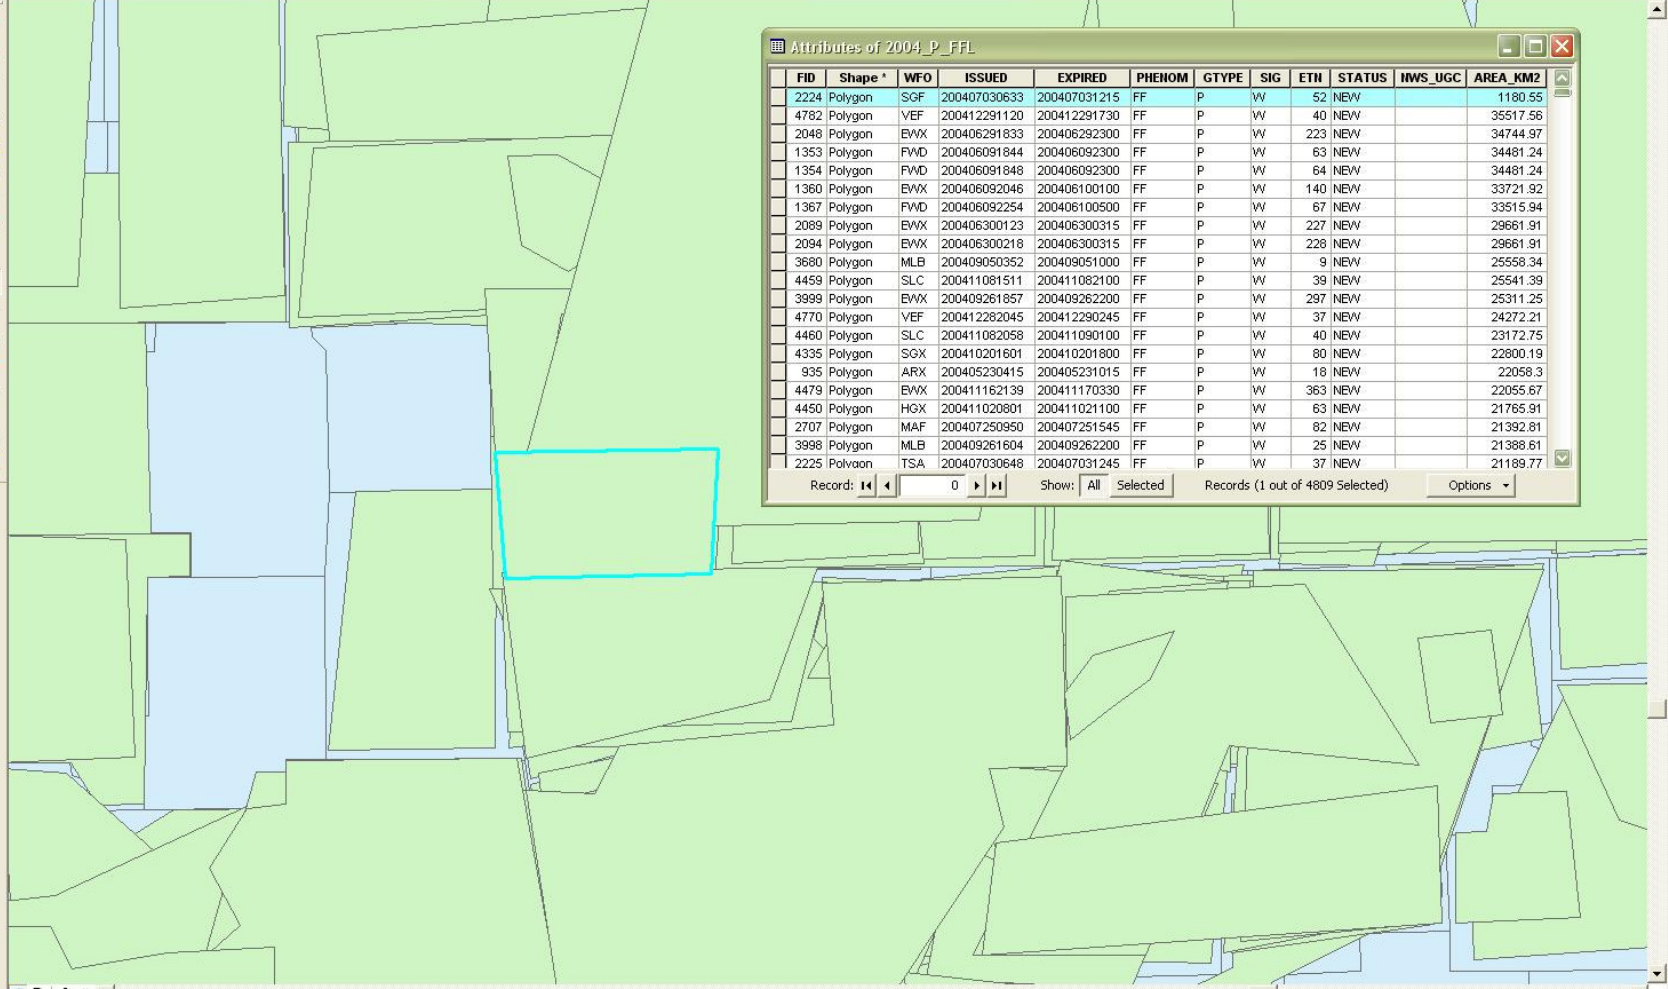 Attributes of 2004_P_FFL
FID Shape * WFO ISSUED EXPIRED PHENOM GTYPE SIG ETN STATUS NWS_UGC AREA_KM2
2224 Polygon SGF 200407030633 200407031215 FF P W 52 NEW 1180.55
4782 Polygon VEF 200412291120 200412291730 FF P W 40 NEW 35517.56
2048 Polygon EWX 200406291833 200406292300 FF P W 223 NEW 34744.97
1353 Polygon FWD 200406091844 200406092300 FF P W 63 NEW 34481.24
1354 Polygon FWD 200406091848 200406092300 FF P W 64 NEW 34481.24
1360 Polygon EWX 200406092046 200406100100 FF P W 140 NEW 33721.92
1367 Polygon FWD 200406092254 200406100500 FF P W 67 NEW 33515.94
2089 Polygon EWX 200406300123 200406300315 FF P W 227 NEW 29661.91
2094 Polygon EWX 200406300218 200406300315 FF P W 228 NEW 29661.91
3680 Polygon MLB 200409050352 200409051000 FF P W 9 NEW 25558.34
4459 Polygon SLC 200411081511 200411082100 FF P W 39 NEW 25541.39
3999 Polygon EWX 200409261857 200409262200 FF P W 297 NEW 25311.25
4770 Polygon VEF 200412282045 200412290245 FF P W 37 NEW 24272.21
4460 Polygon SLC 200411082058 200411090100 FF P W 40 NEW 23172.75
4335 Polygon SGX 200410201601 200410201800 FF P W 80 NEW 22800.19
935 Polygon ARX 200405230415 200405231015 FF P W 18 NEW 22058.3
4479 Polygon EWX 200411162139 200411170330 FF P W 363 NEW 22055.67
4450 Polygon HGX 200411020801 200411021100 FF P W 63 NEW 21765.91
2707 Polygon MAF 200407250950 200407251545 FF P W 82 NEW 21392.81
3998 Polygon MLB 200409261604 200409262200 FF P W 25 NEW 21388.61
2225 Polygon TSA 200407030648 200407031245 FF P W 37 NEW 21189.77
Record: 0 Show: All Selected Records (1 out of 4809 Selected) Options